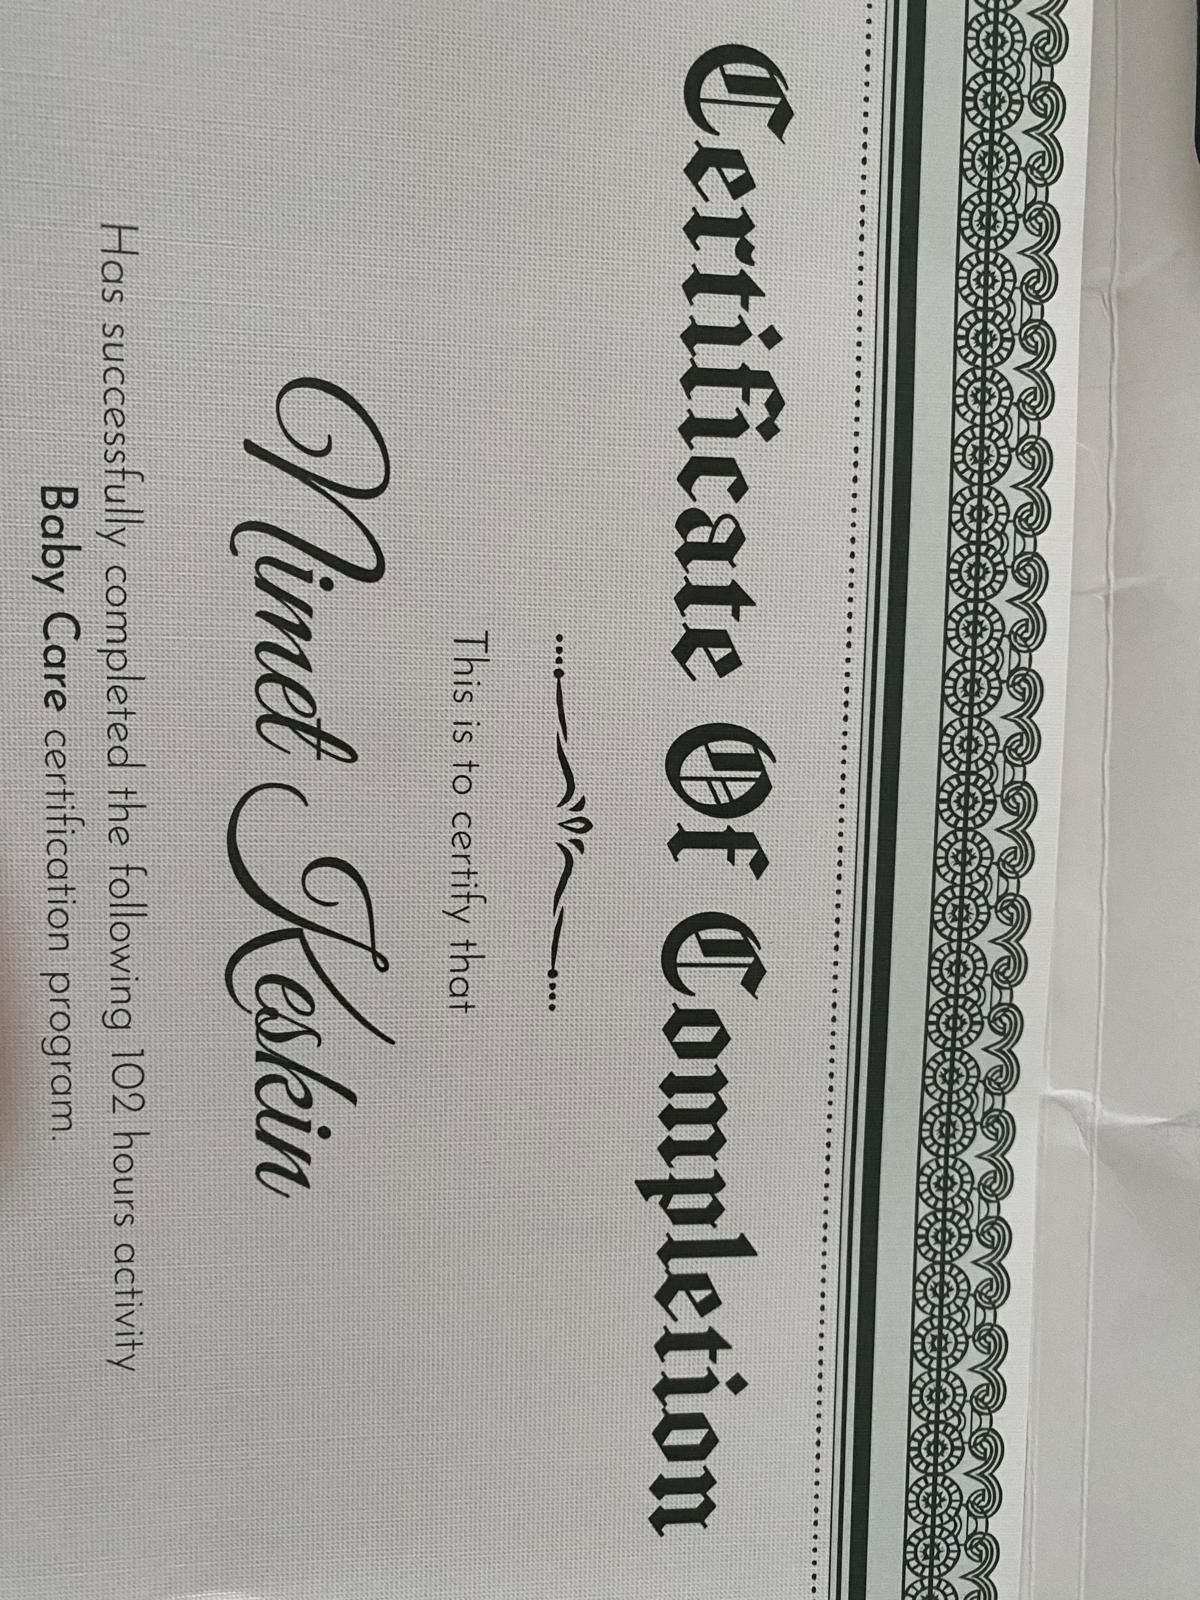 Certificate Of Completion
This is to certify that
Nimet Keskin
Has successfully completed the following 102 hours activity
Baby Care certification program.